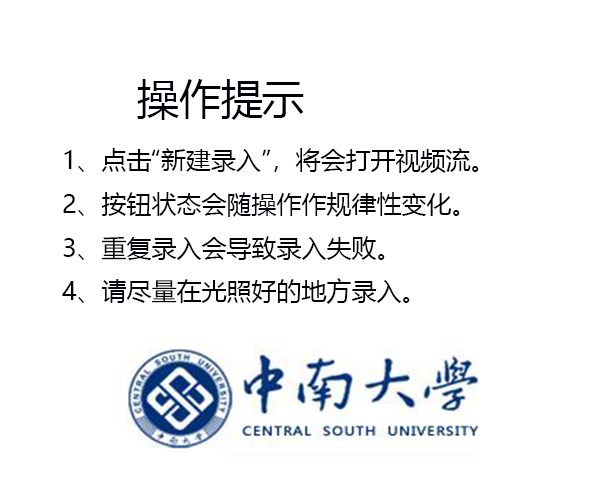 操作提示
1、点击“新建录入”，将会打开视频流。
2、按钮状态会随操作作规律性变化。
3、重复录入会导致录入失败。
4、请尽量在光照好的地方录入。
CENTRAL SOUTH UNIVERSITY
中南大学
中南大學
CENTRAL SOUTH UNIVERSITY